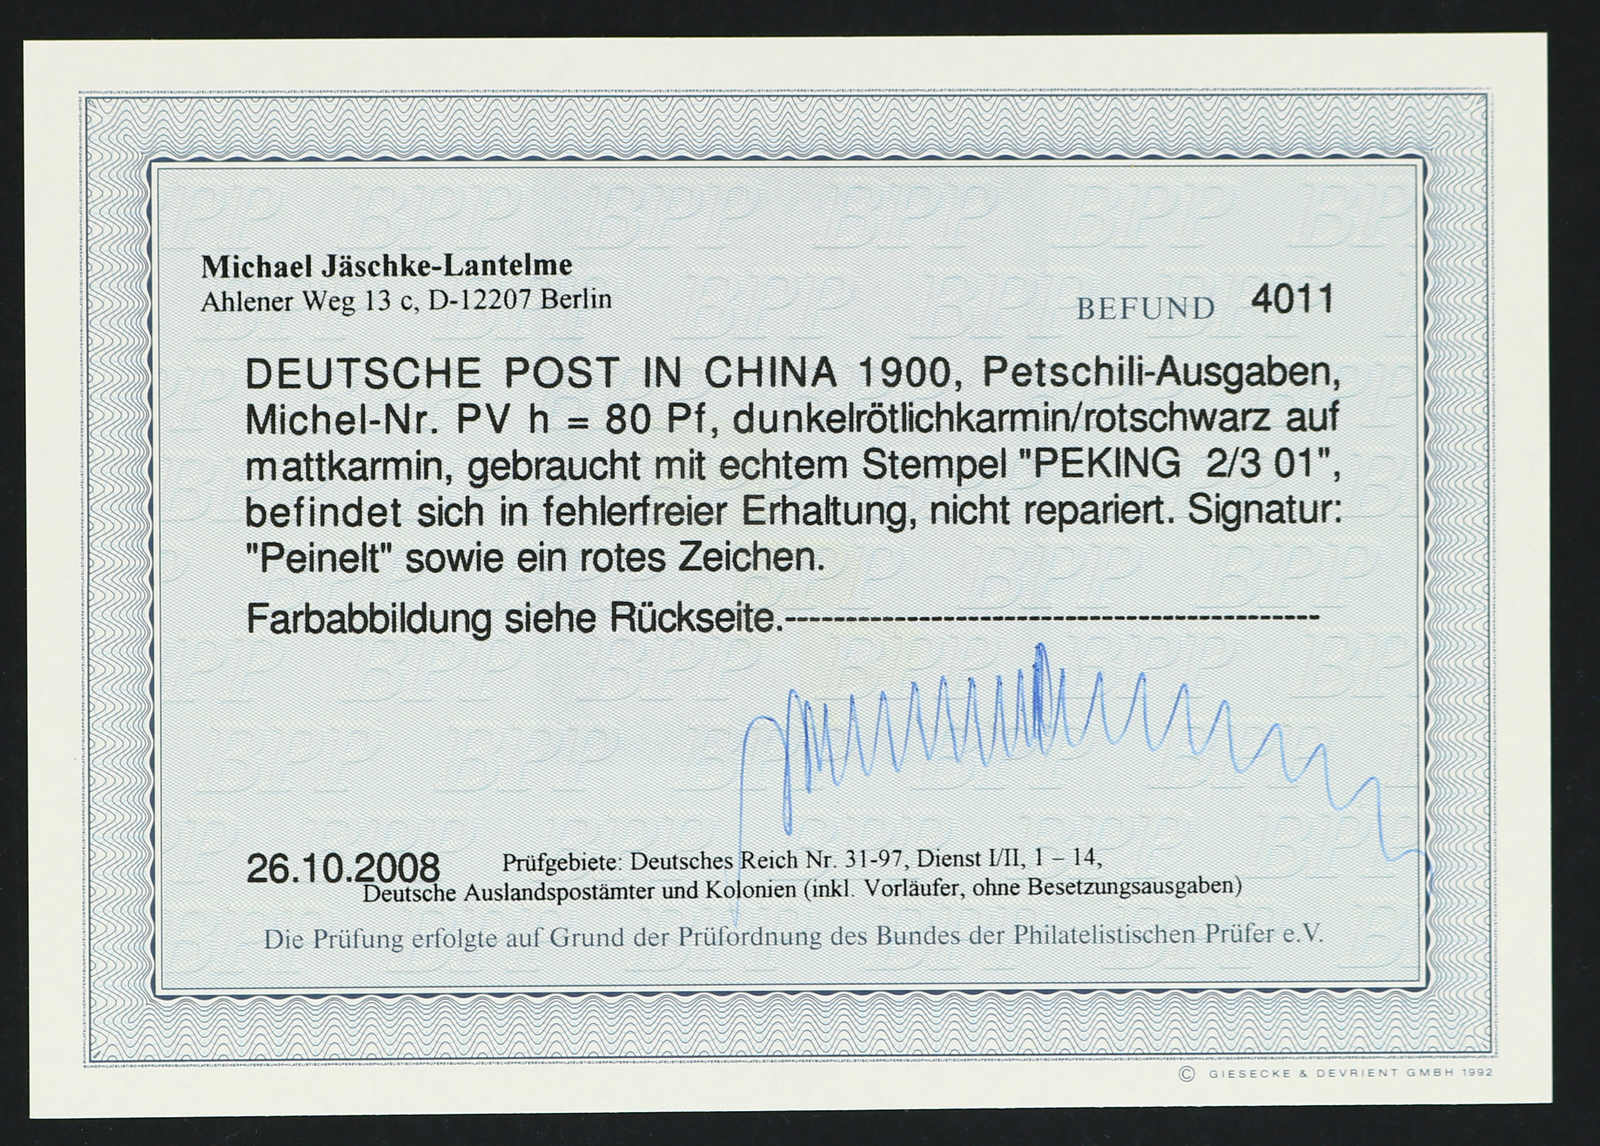 Michael Jäschke-Lantelme
Ahlener Weg 13 c, D-12207 Berlin
BEFUND 4011
DEUTSCHE POST IN CHINA 1900, Petschili-Ausgaben,
Michel-Nr. PV h = 80 Pf, dunkelrötlichkarmin/rotschwarz auf
mattkarmin, gebraucht mit echtem Stempel "PEKING 2/3 01",
befindet sich in fehlerfreier Erhaltung, nicht repariert. Signatur:
"Peinelt" sowie ein rotes Zeichen.
Farbabbildung siehe Rückseite.--------------------------------------------
26.10.2008 Prüfgebiete: Deutsches Reich Nr. 31-97, Dienst I/II, 1 – 14,
Deutsche Auslandspostämter und Kolonien (inkl. Vorläufer, ohne Besetzungsausgaben)
Die Prüfung erfolgte auf Grund der Prüfordnung des Bundes der Philatelistischen Prüfer e.V.
© GIESECKE & DEVRIENT GMBH 1992